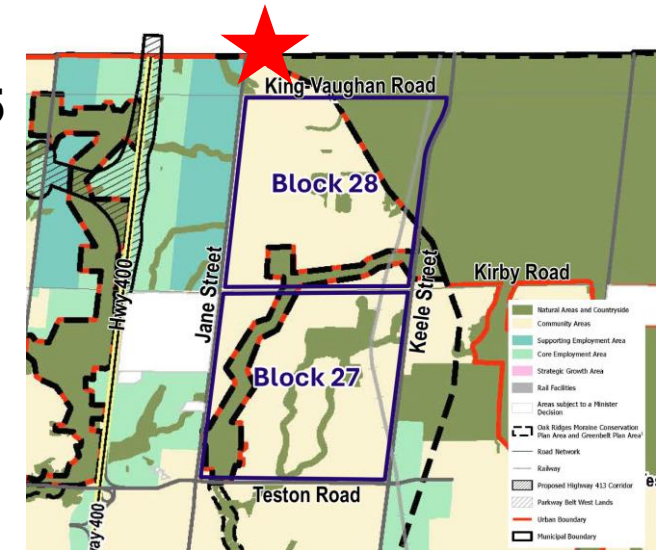 5
King-Vaughan Road
Block 28
Hwy-400
Jane Street
Keele Street
Kirby Road
Block 27
Teston Road
way 400
Natural Areas and Countryside
Community Areas
Supporting Employment Area
Core Employment Area
Strategic Growth Area
Rail Facilities
Areas subject to a Minister
Decision
Oak Ridges Moraine Conservation
Plan Area and Greenbelt Plan Area¹
Road Network
Railway
Proposed Highway 413 Corridor
Parkway Belt West Lands
Urban Boundary
Municipal Boundary
es